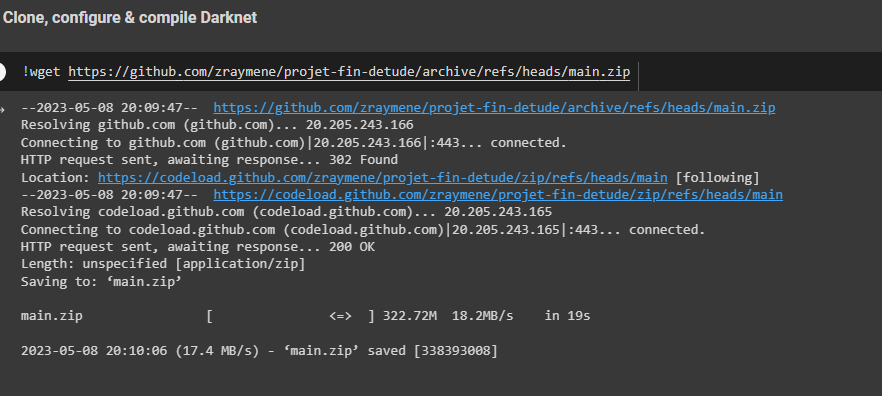 Clone, configure & compile Darknet
!wget https://github.com/zraymene/projet-fin-detude/archive/refs/heads/main.zip
--2023-05-08 20:09:47--  https://github.com/zraymene/projet-fin-detude/archive/refs/heads/main.zip
Resolving github.com (github.com)... 20.205.243.166
Connecting to github.com (github.com)|20.205.243.166|:443... connected.
HTTP request sent, awaiting response... 302 Found
Location: https://codeload.github.com/zraymene/projet-fin-detude/zip/refs/heads/main [following]
--2023-05-08 20:09:47--  https://codeload.github.com/zraymene/projet-fin-detude/zip/refs/heads/main
Resolving codeload.github.com (codeload.github.com)... 20.205.243.165
Connecting to codeload.github.com (codeload.github.com)|20.205.243.165|:443... connected.
HTTP request sent, awaiting response... 200 OK
Length: unspecified [application/zip]
Saving to: ‘main.zip’
main.zip                [              <=>  ] 322.72M  18.2MB/s    in 19s
2023-05-08 20:10:06 (17.4 MB/s) - ‘main.zip’ saved [338393008]